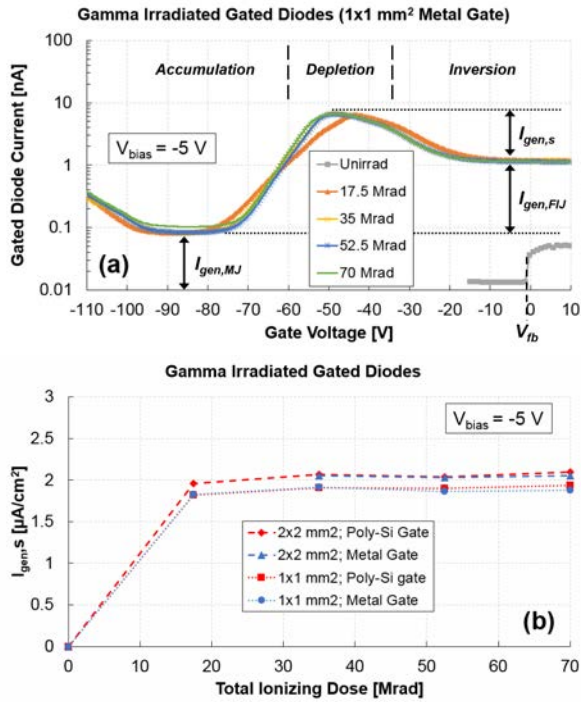 Gamma Irradiated Gated Diodes (1x1 mm² Metal Gate)
Gated Diode Current [nA]
100
10
1
0.1
0.01
Accumulation
Depletion
Inversion
V_bias = -5 V
Unirrad
17.5 Mrad
35 Mrad
52.5 Mrad
70 Mrad
I_gen,s
I_gen,FIJ
I_gen,MJ
(a)
-110 -100 -90 -80 -70 -60 -50 -40 -30 -20 -10 0 10
Gate Voltage [V]
V_fb
Gamma Irradiated Gated Diodes
I_gen,s [µA/cm²]
3
2.5
2
1.5
1
0.5
0
V_bias = -5 V
2x2 mm2; Poly-Si Gate
2x2 mm2; Metal Gate
1x1 mm2; Poly-Si gate
1x1 mm2; Metal Gate
(b)
0 10 20 30 40 50 60 70
Total Ionizing Dose [Mrad]